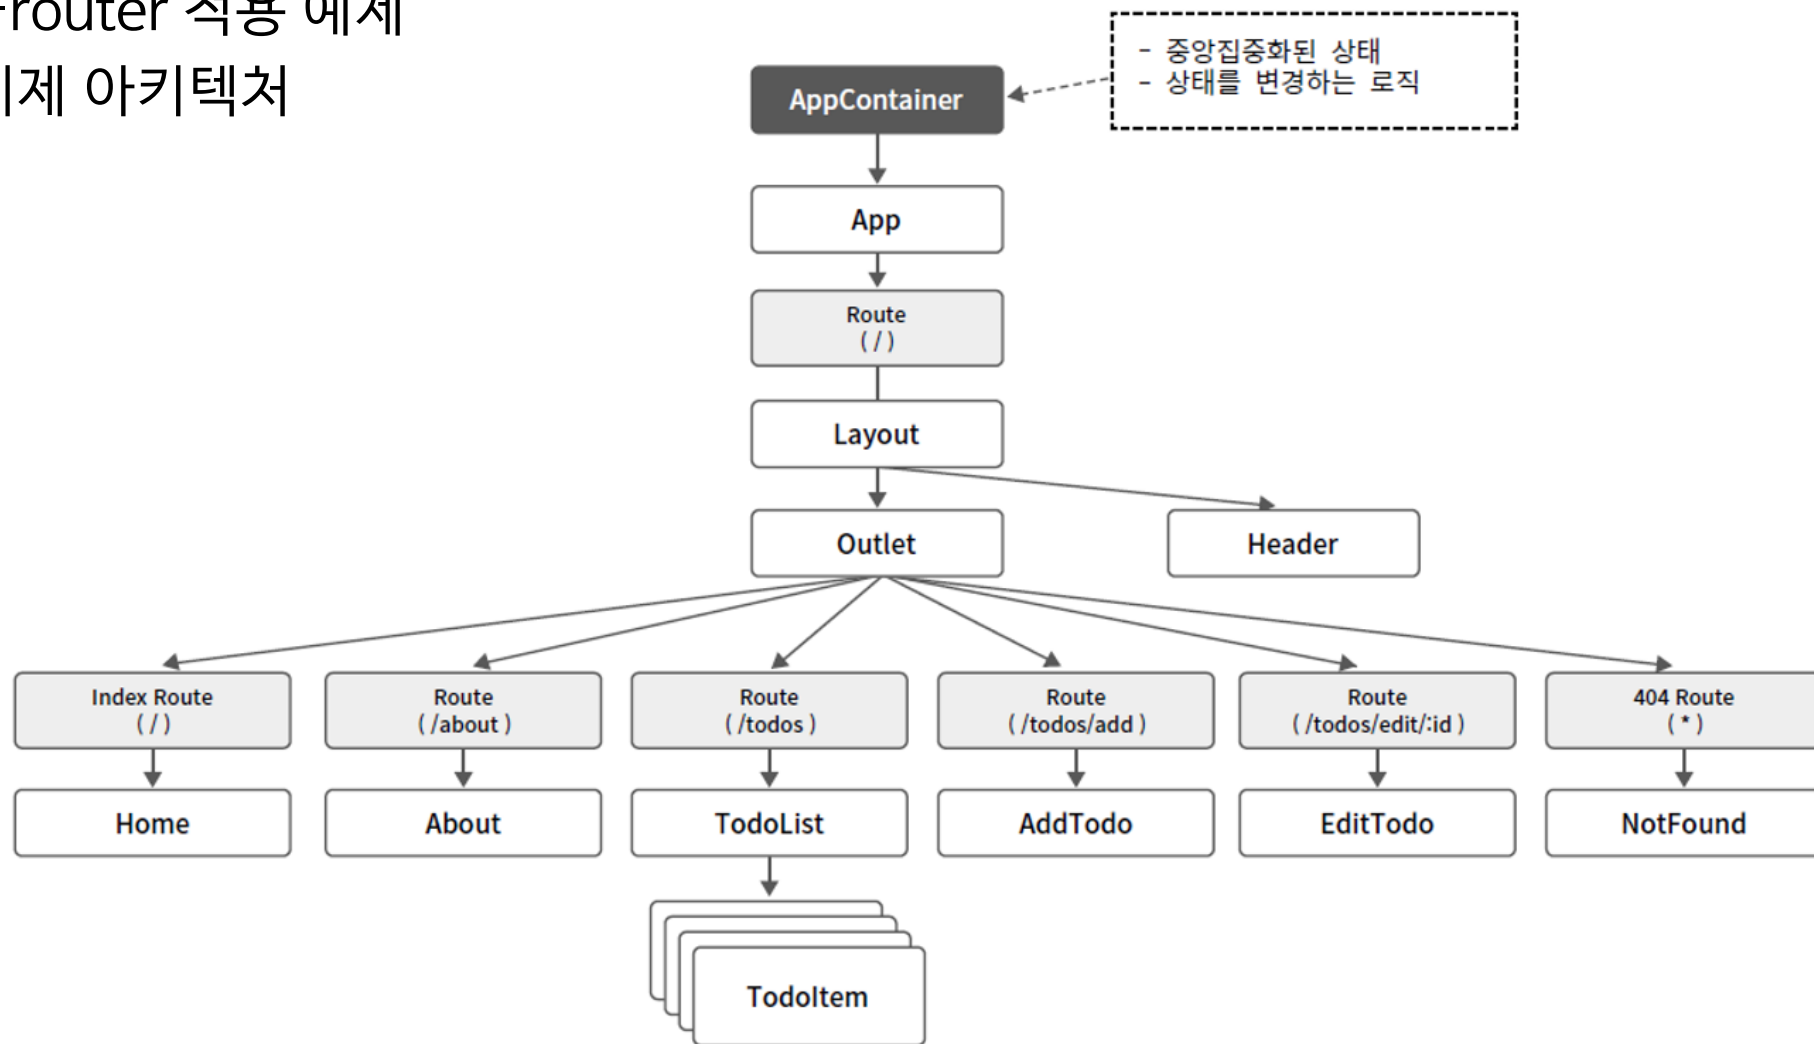 -router 적용 예제
예제 아키텍처
- 중앙집중화된 상태
- 상태를 변경하는 로직
AppContainer
App
Route
( / )
Layout
Outlet
Header
Index Route
( / )
Route
( /about )
Route
( /todos )
Route
( /todos/add )
Route
( /todos/edit/:id )
404 Route
( * )
Home
About
TodoList
AddTodo
EditTodo
NotFound
TodoItem